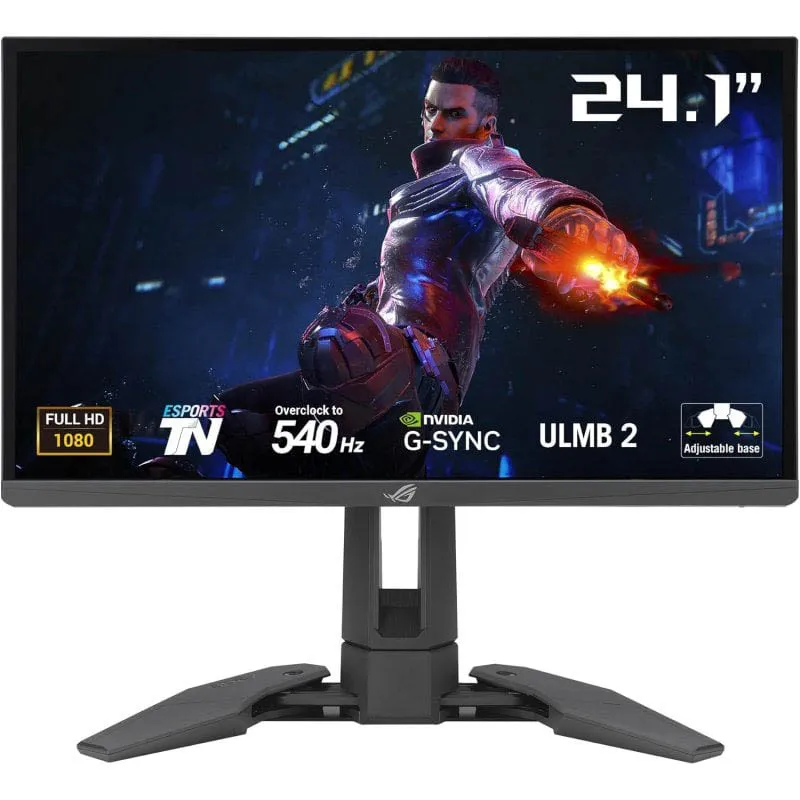 24.1”
FULL HD
1080
ESPORTS
TN
Overclock to
540Hz
NVIDIA
G-SYNC
ULMB 2
Adjustable base